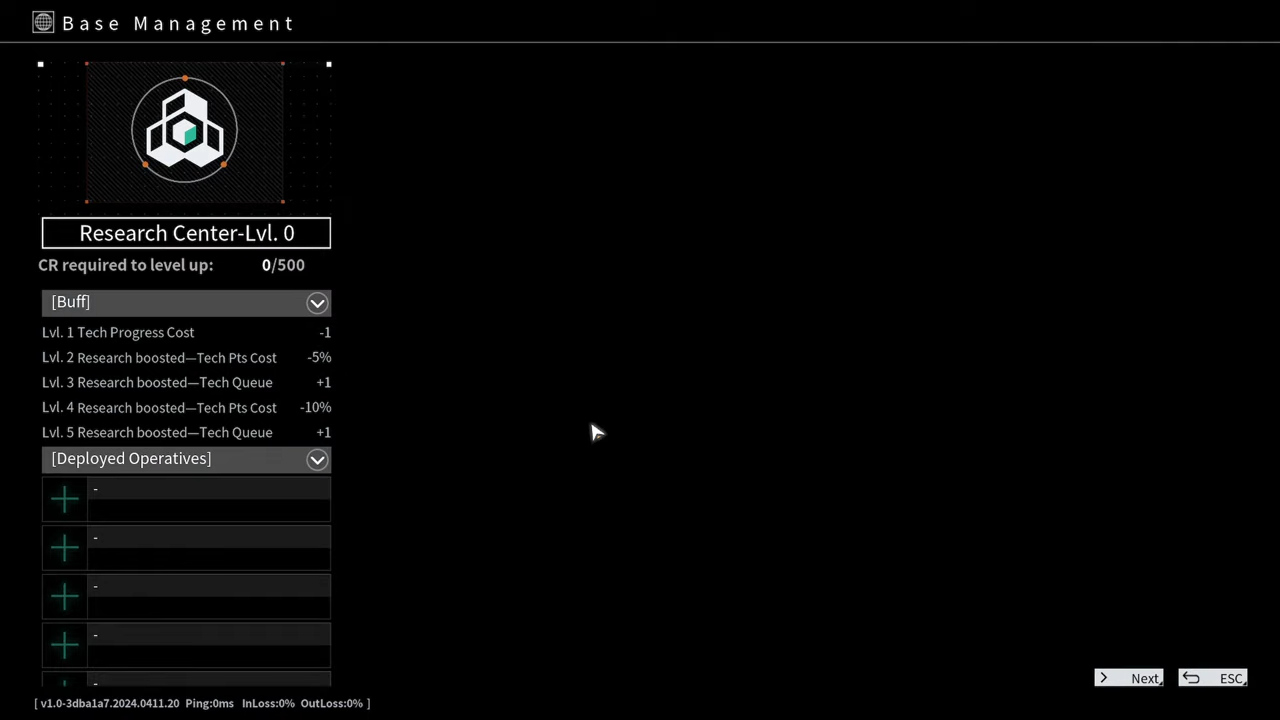 Base Management
Research Center-Lvl. 0
CR required to level up: 0/500
[Buff]
Lvl. 1 Tech Progress Cost -1
Lvl. 2 Research boosted—Tech Pts Cost -5%
Lvl. 3 Research boosted—Tech Queue +1
Lvl. 4 Research boosted—Tech Pts Cost -10%
Lvl. 5 Research boosted—Tech Queue +1
[Deployed Operatives]
-
-
-
-
-
Next
ESC
[ v1.0-3dba1a7.2024.0411.20 Ping:0ms InLoss:0% OutLoss:0% ]